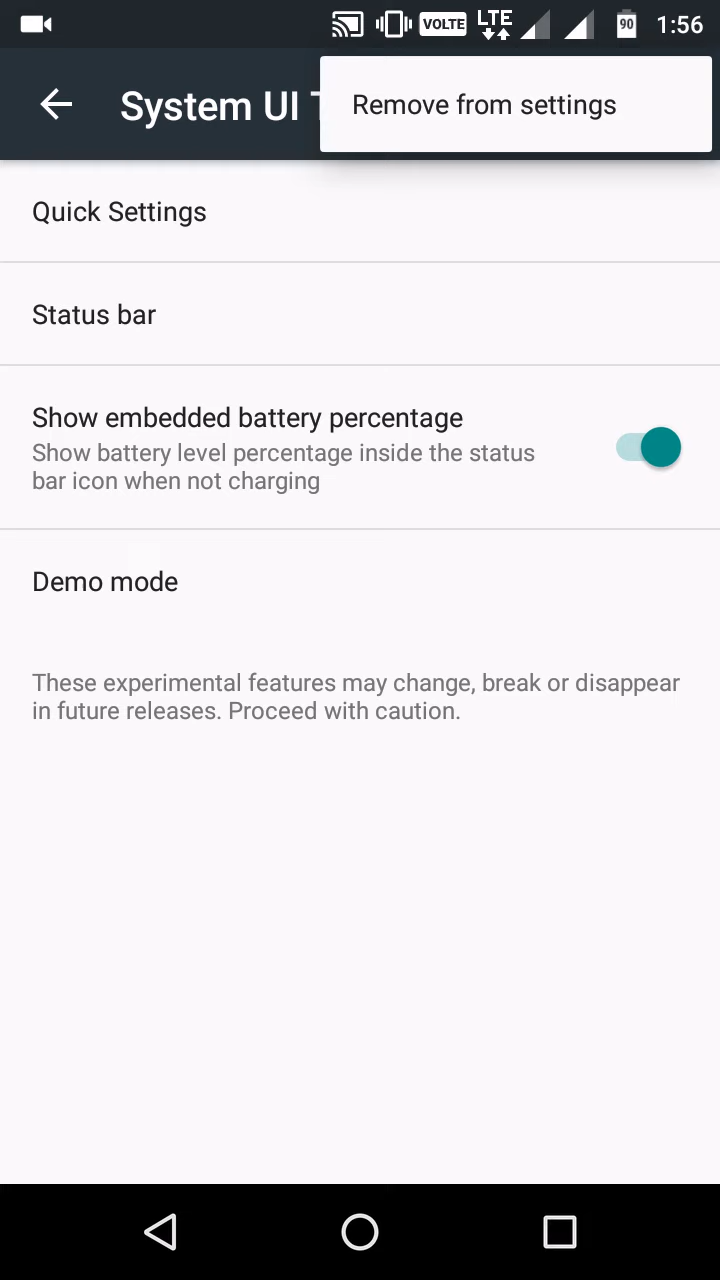 VOLTE LTE 90 1:56
System UI
Remove from settings
Quick Settings
Status bar
Show embedded battery percentage
Show battery level percentage inside the status
bar icon when not charging
Demo mode
These experimental features may change, break or disappear
in future releases. Proceed with caution.